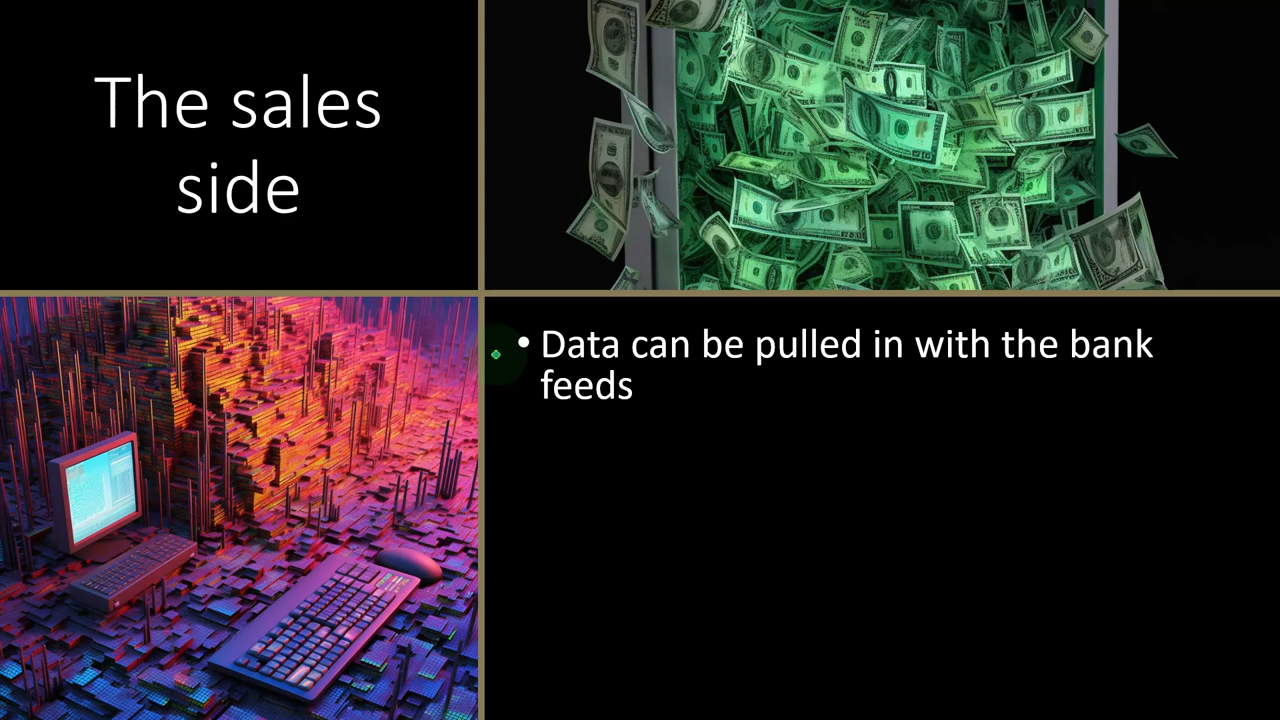 The sales
side
• Data can be pulled in with the bank
feeds